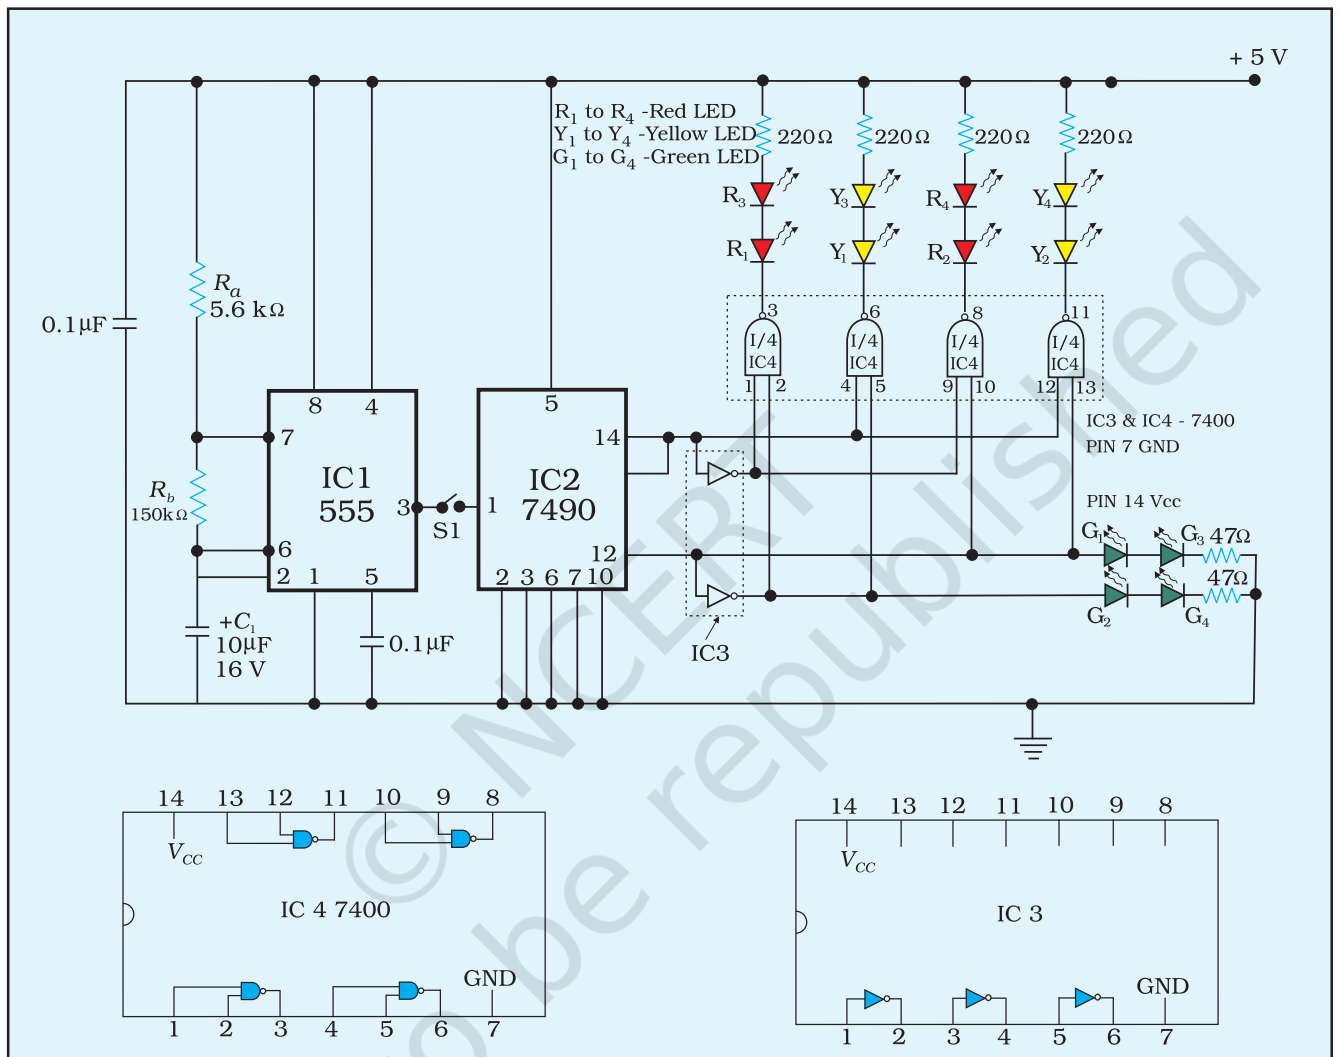 + 5 V
R1 to R4 -Red LED
Y1 to Y4 -Yellow LED
G1 to G4 -Green LED
220Ω
220Ω
220Ω
220Ω
R3
Y3
R4
Y4
R1
Y1
R2
Y2
Ra
5.6 kΩ
0.1µF
3
6
8
11
I/4
IC4
I/4
IC4
I/4
IC4
I/4
IC4
1
2
4
5
9
10
12
13
8
4
5
7
14
IC3 & IC4 - 7400
PIN 7 GND
IC1
555
IC2
7490
Rb
150kΩ
3
S1
1
PIN 14 Vcc
G1
G3
47Ω
6
12
47Ω
2
1
5
2
3
6
7
10
G2
G4
+C1
10µF
16 V
0.1µF
IC3
© NCERT
to be republished
14
13
12
11
10
9
8
VCC
IC 4 7400
GND
1
2
3
4
5
6
7
14
13
12
11
10
9
8
VCC
IC 3
GND
1
2
3
4
5
6
7